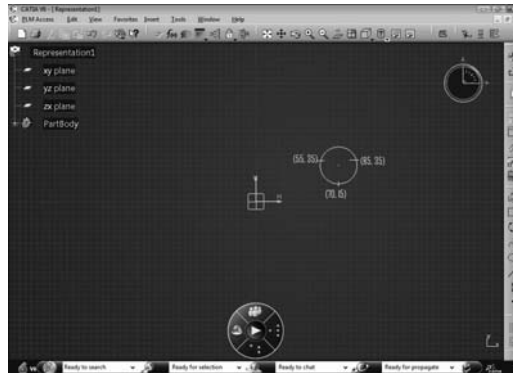 CATIA V6 - [Representation1]
PLM Access Edit View Favorites Insert Tools Window Help
Representation1
xy plane
yz plane
zx plane
PartBody
(55, 35)
(85, 35)
(70, 15)
Ready to search
Ready for selection
Ready to chat
Ready for propagate